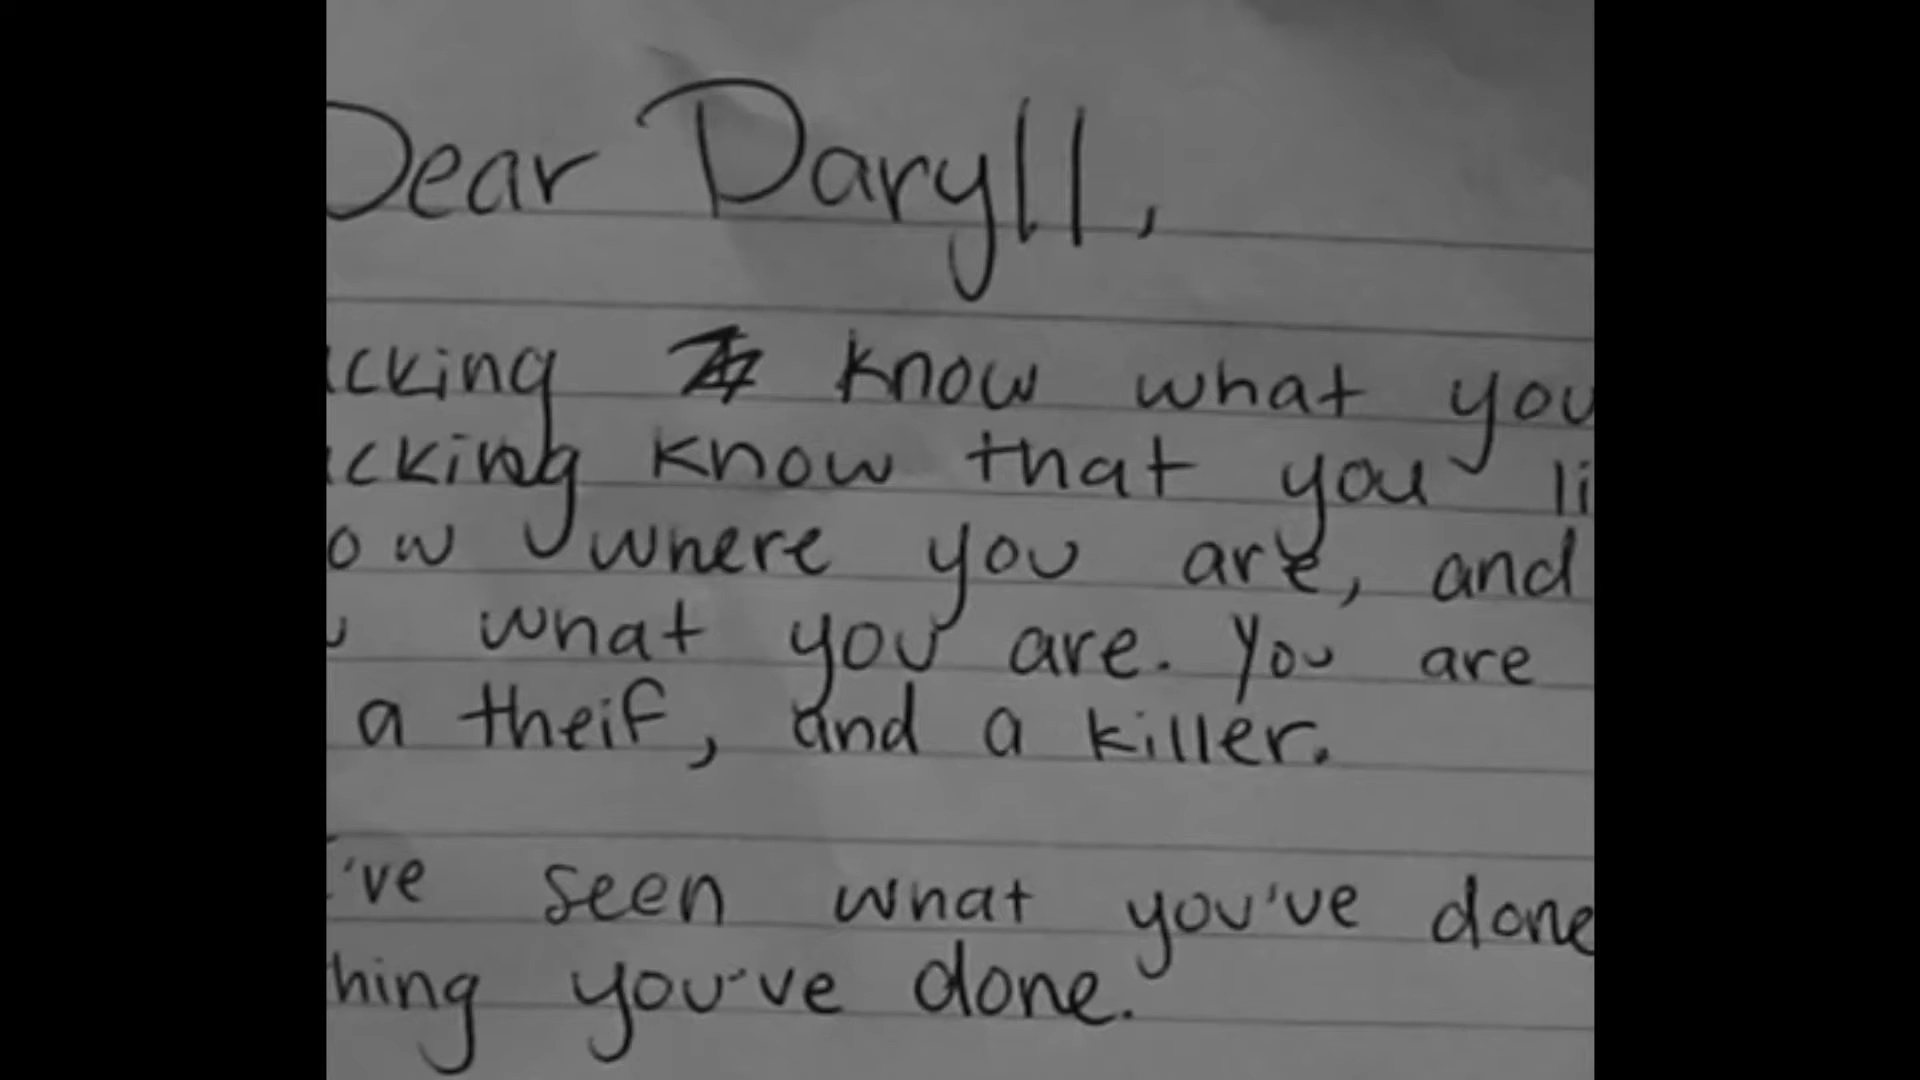 Dear Daryll,
cking know what you
cking know that you li
ow where you are, and
what you are. You are
a theif, and a killer.
I've seen what you've done
hing you've done.